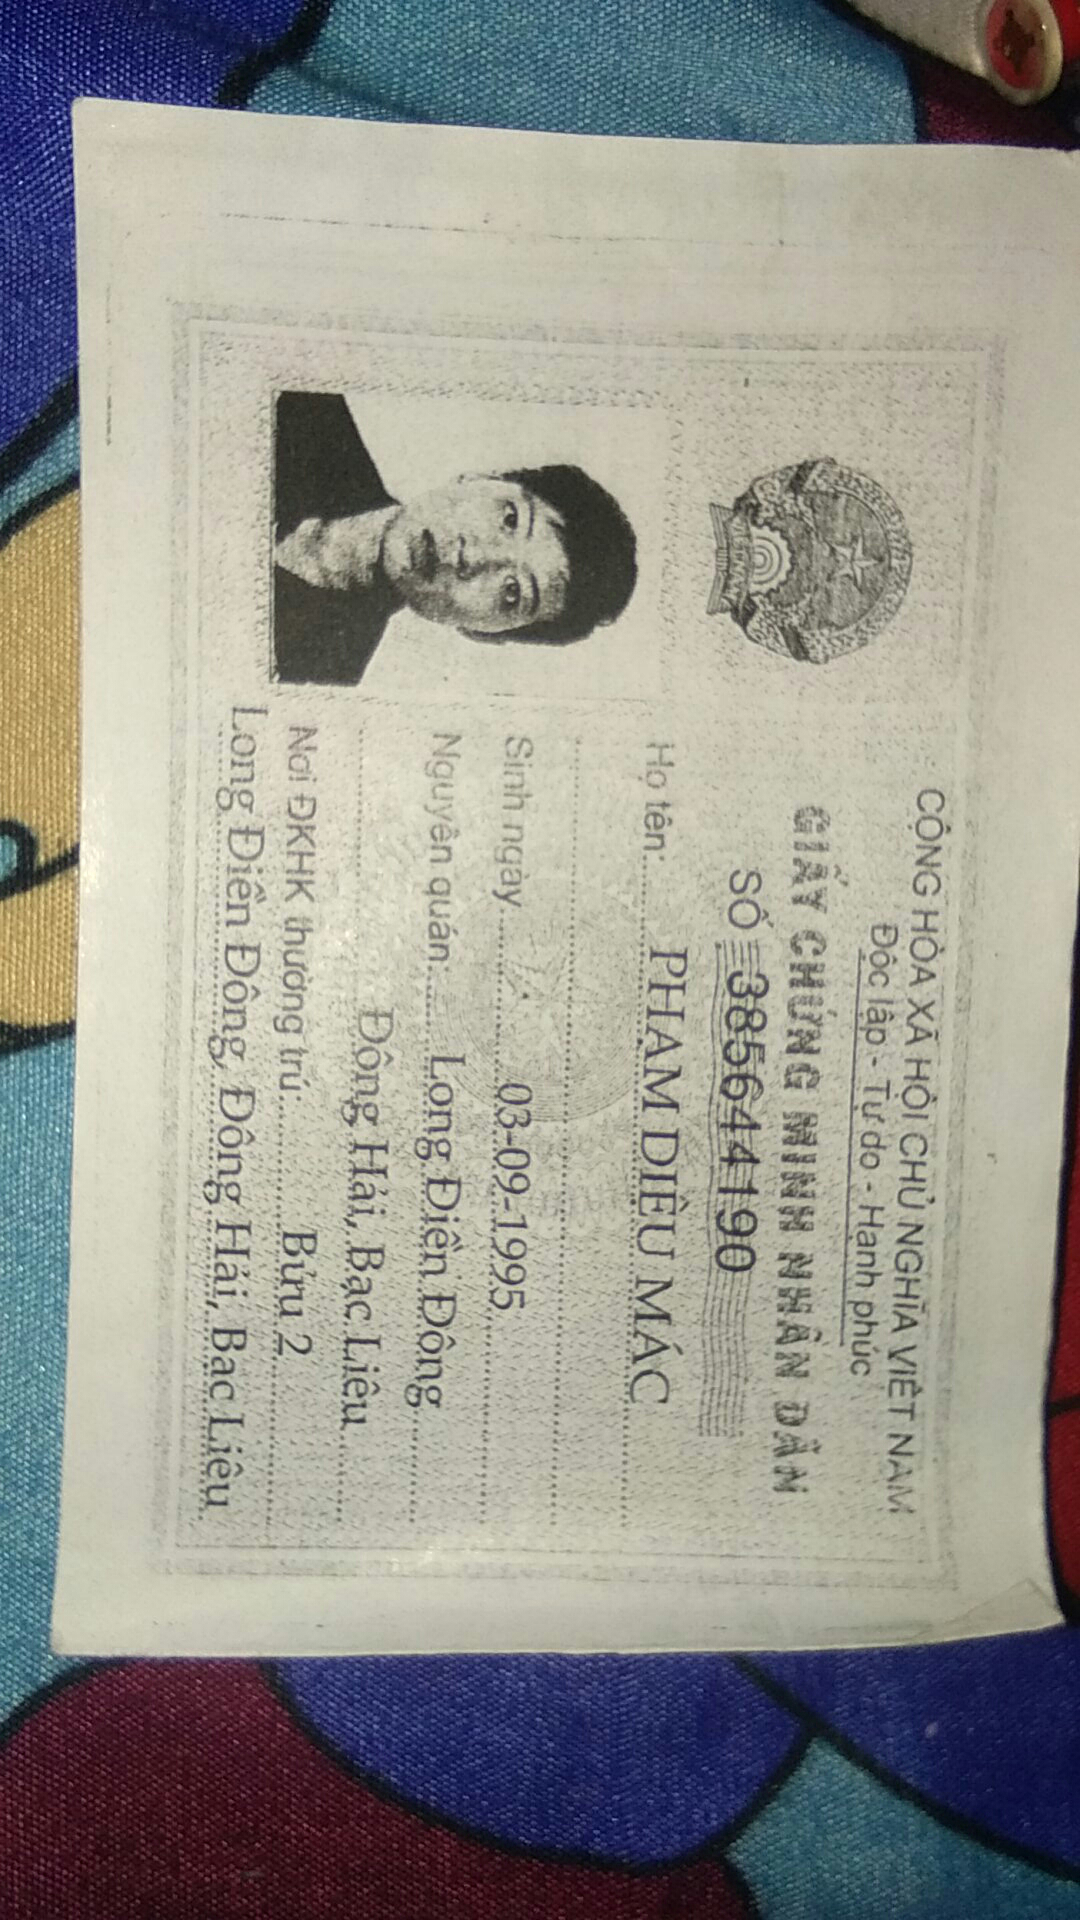 CỘNG HÒA XÃ HỘI CHỦ NGHĨA VIỆT NAM
Độc lập - Tự do - Hạnh phúc
GIẤY CHỨNG MINH NHÂN DÂN
SỐ 385644190
Họ tên: PHẠM DIỆU MÁC
Sinh ngày 03-09-1995
Nguyên quán: Long Điền Đông
Đông Hải, Bạc Liêu
Nơi ĐKHK thường trú: Bửu 2
Long Điền Đông, Đông Hải, Bạc Liêu